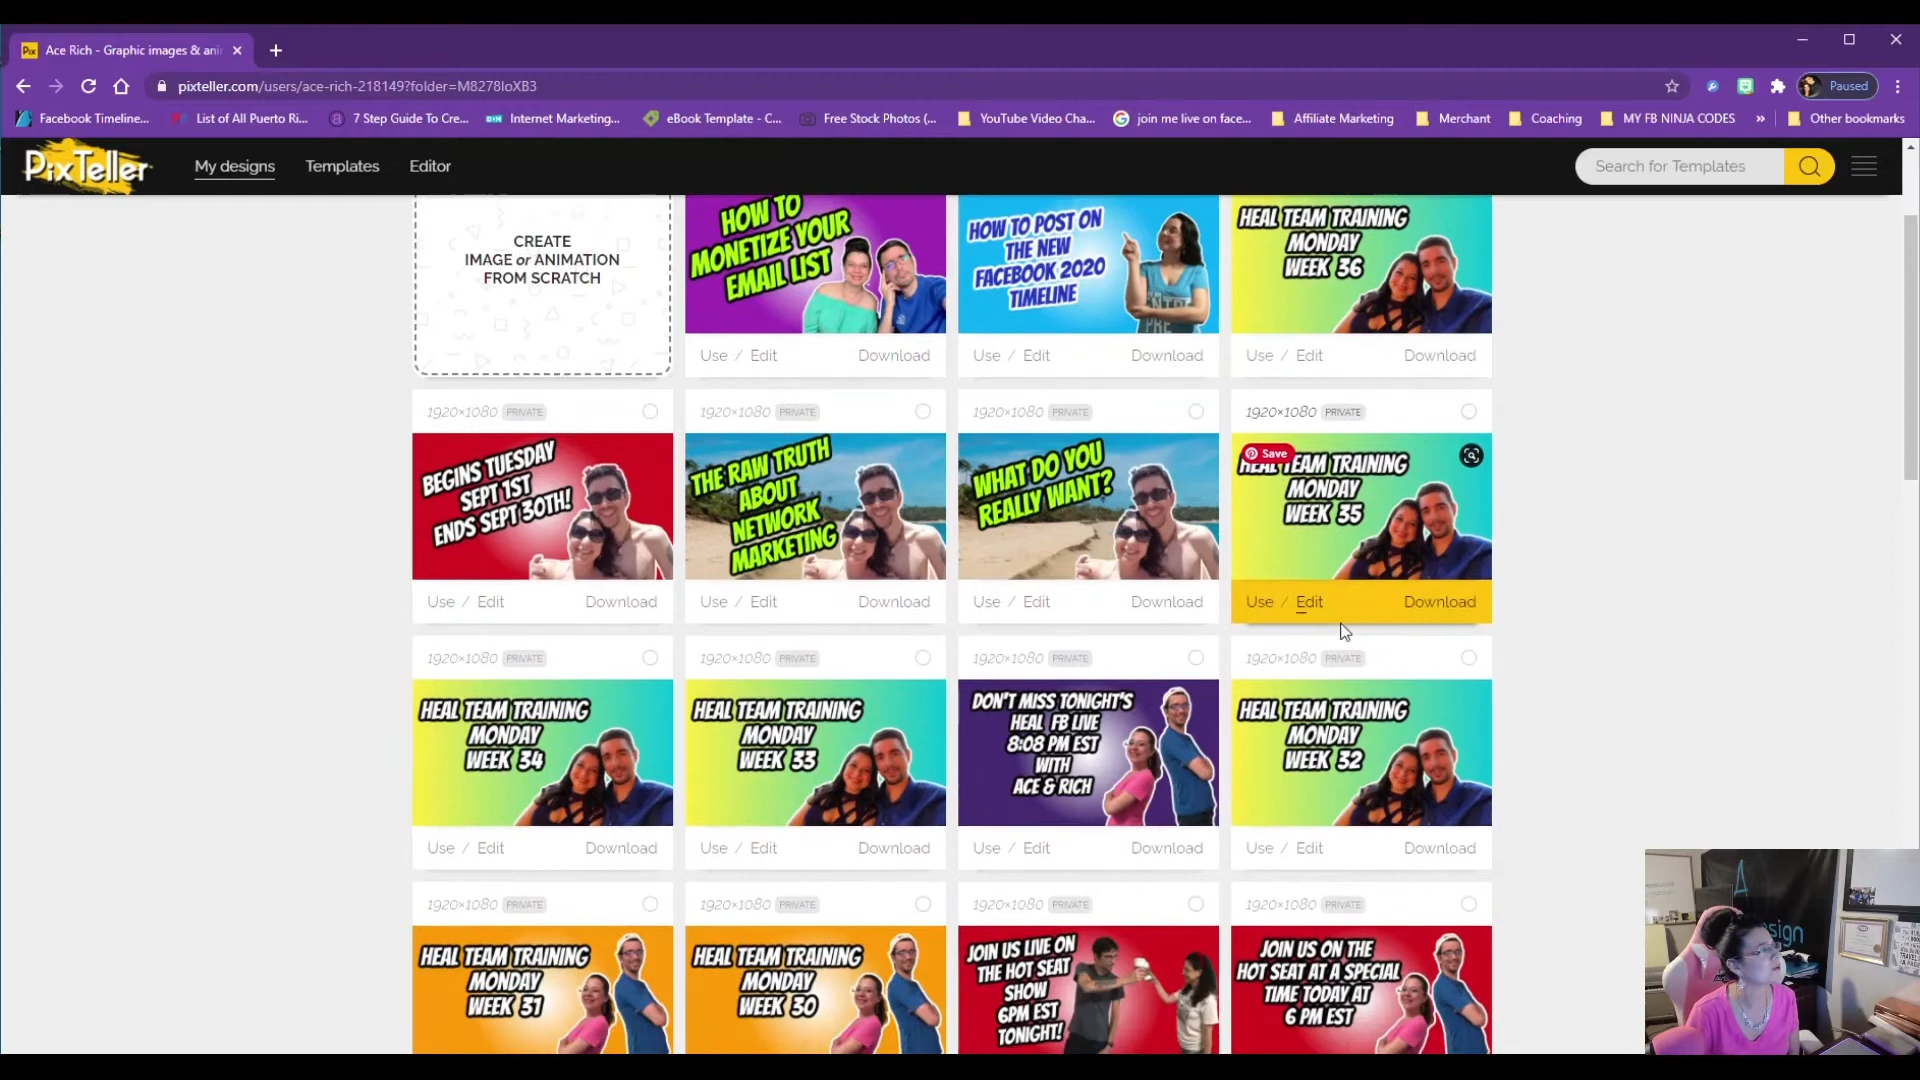 Ace Rich - Graphic images & ani
pixteller.com/users/ace-rich-218149?folder=M8278IoXB3
Paused
Facebook Timeline...
List of All Puerto Ri...
7 Step Guide To Cre...
Internet Marketing...
eBook Template - C...
Free Stock Photos (...
YouTube Video Cha...
join me live on face...
Affiliate Marketing
Merchant
Coaching
MY FB NINJA CODES
»
Other bookmarks
PixTeller
My designs
Templates
Editor
Search for Templates
CREATE
IMAGE or ANIMATION
FROM SCRATCH
HOW TO
MONETIZE YOUR
EMAIL LIST
Use / Edit
Download
HOW TO POST ON
THE NEW
FACEBOOK 2020
TIMELINE
CENTRE
PRE
Use / Edit
Download
HEAL TEAM TRAINING
MONDAY
WEEK 36
Use / Edit
Download
1920×1080 PRIVATE
BEGINS TUESDAY
SEPT 1ST
ENDS SEPT 30TH!
Use / Edit
Download
1920×1080 PRIVATE
THE RAW TRUTH
ABOUT
NETWORK
MARKETING
Use / Edit
Download
1920×1080 PRIVATE
WHAT DO YOU
REALLY WANT?
Use / Edit
Download
1920×1080 PRIVATE
Save
HEAL TEAM TRAINING
MONDAY
WEEK 35
Use / Edit
Download
1920×1080 PRIVATE
HEAL TEAM TRAINING
MONDAY
WEEK 34
Use / Edit
Download
1920×1080 PRIVATE
HEAL TEAM TRAINING
MONDAY
WEEK 33
Use / Edit
Download
1920×1080 PRIVATE
DON'T MISS TONIGHT'S
HEAL FB LIVE
8:08 PM EST
WITH
ACE & RICH
Use / Edit
Download
1920×1080 PRIVATE
HEAL TEAM TRAINING
MONDAY
WEEK 32
Use / Edit
Download
1920×1080 PRIVATE
HEAL TEAM TRAINING
MONDAY
WEEK 31
1920×1080 PRIVATE
HEAL TEAM TRAINING
MONDAY
WEEK 30
1920×1080 PRIVATE
JOIN US LIVE ON
THE HOT SEAT
SHOW
6PM EST
TONIGHT!
1920×1080 PRIVATE
JOIN US ON THE
HOT SEAT AT A SPECIAL
TIME TODAY AT
6 PM EST